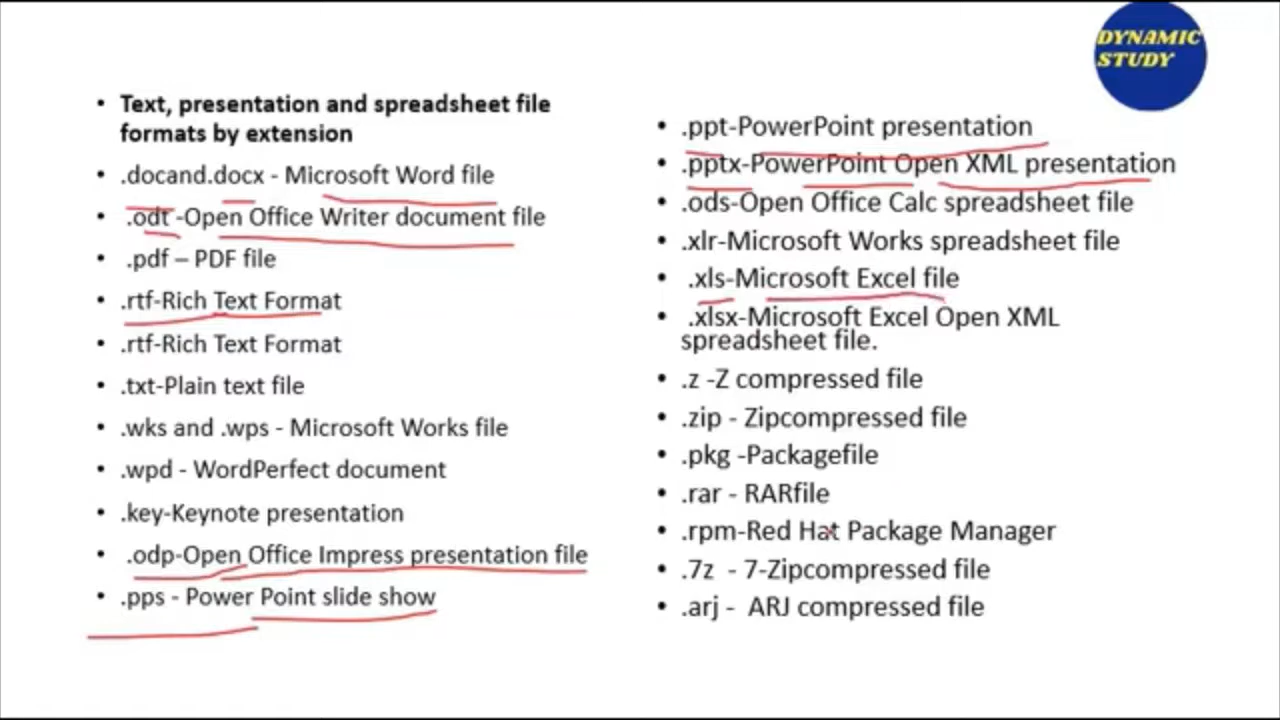 DYNAMIC
STUDY
• Text, presentation and spreadsheet file
formats by extension
• .docand.docx - Microsoft Word file
• .odt -Open Office Writer document file
• .pdf – PDF file
• .rtf-Rich Text Format
• .rtf-Rich Text Format
• .txt-Plain text file
• .wks and .wps - Microsoft Works file
• .wpd - WordPerfect document
• .key-Keynote presentation
• .odp-Open Office Impress presentation file
• .pps - Power Point slide show
• .ppt-PowerPoint presentation
• .pptx-PowerPoint Open XML presentation
• .ods-Open Office Calc spreadsheet file
• .xlr-Microsoft Works spreadsheet file
• .xls-Microsoft Excel file
• .xlsx-Microsoft Excel Open XML
spreadsheet file.
• .z -Z compressed file
• .zip - Zipcompressed file
• .pkg -Packagefile
• .rar - RARfile
• .rpm-Red Hat Package Manager
• .7z - 7-Zipcompressed file
• .arj - ARJ compressed file